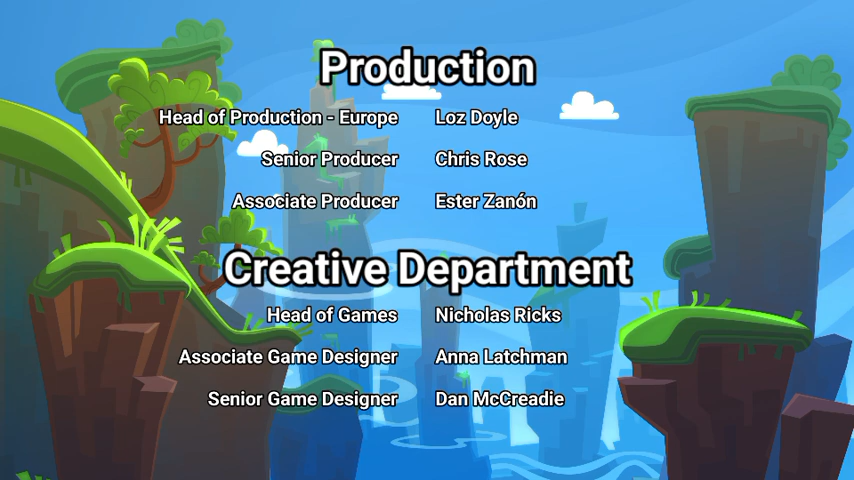 Production
Head of Production - Europe Loz Doyle
Senior Producer Chris Rose
Associate Producer Ester Zanón
Creative Department
Head of Games Nicholas Ricks
Associate Game Designer Anna Latchman
Senior Game Designer Dan McCreadie